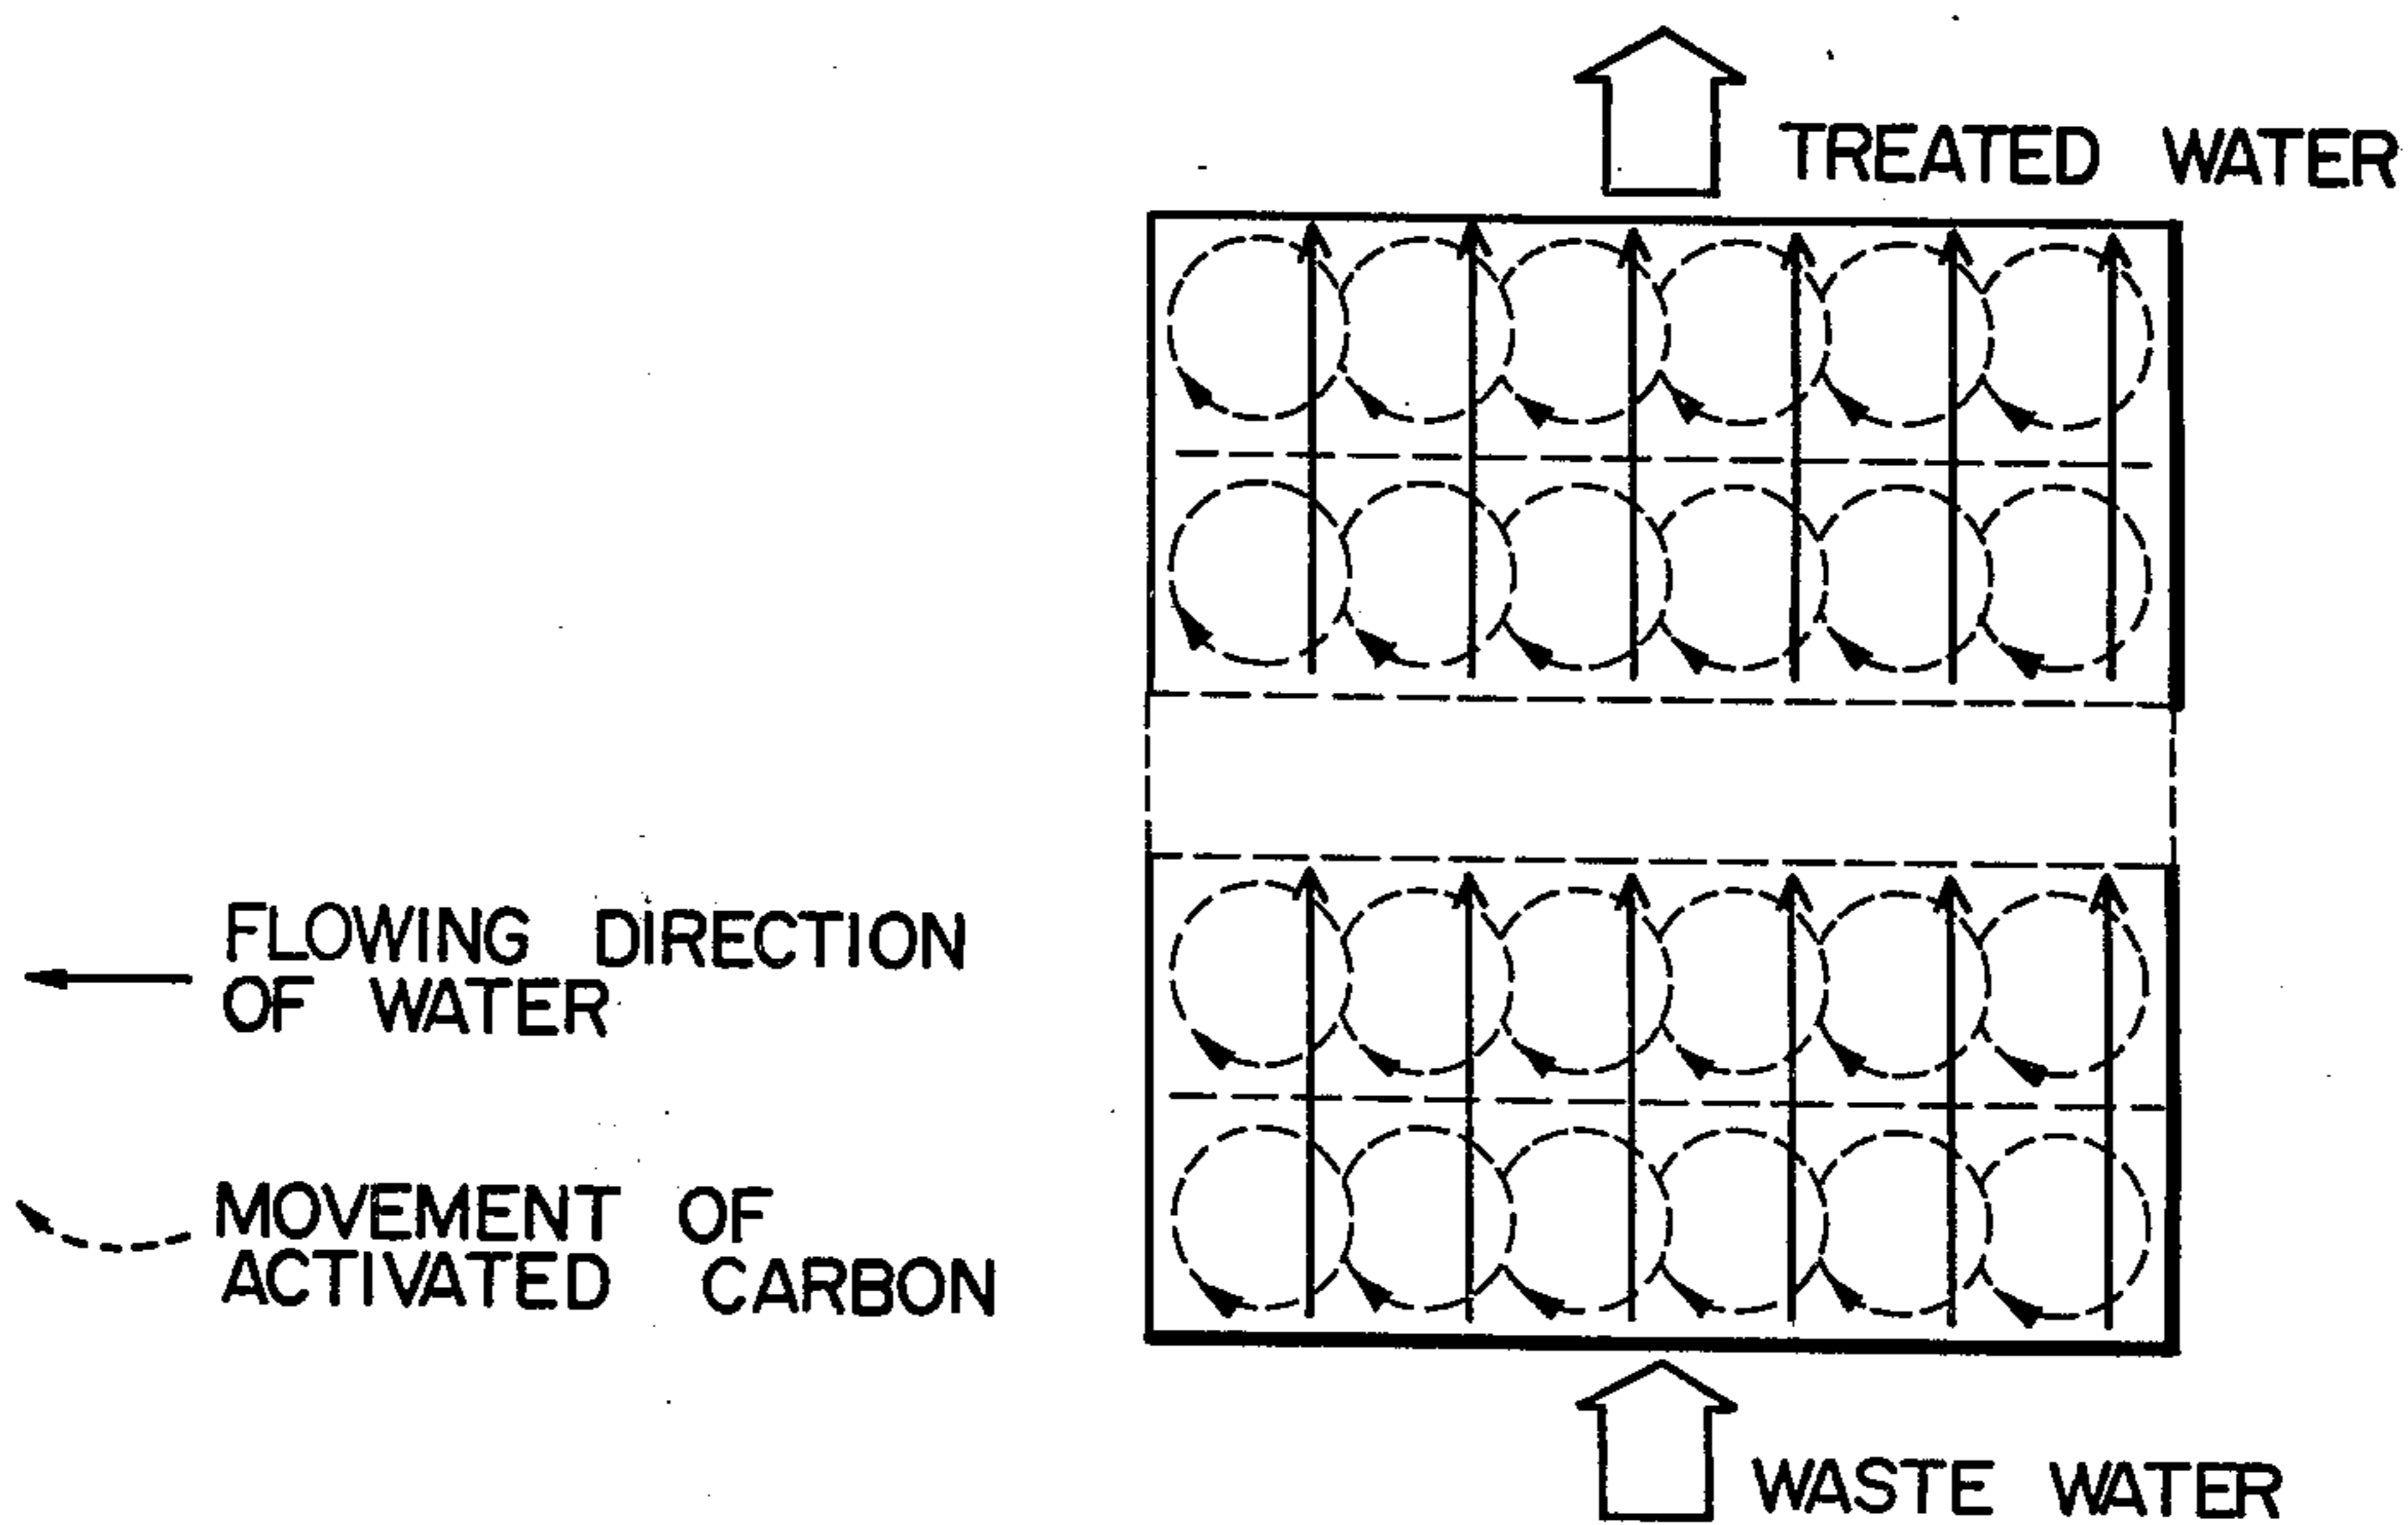 TREATED WATER
FLOWING DIRECTION
OF WATER
MOVEMENT OF
ACTIVATED CARBON
WASTE WATER